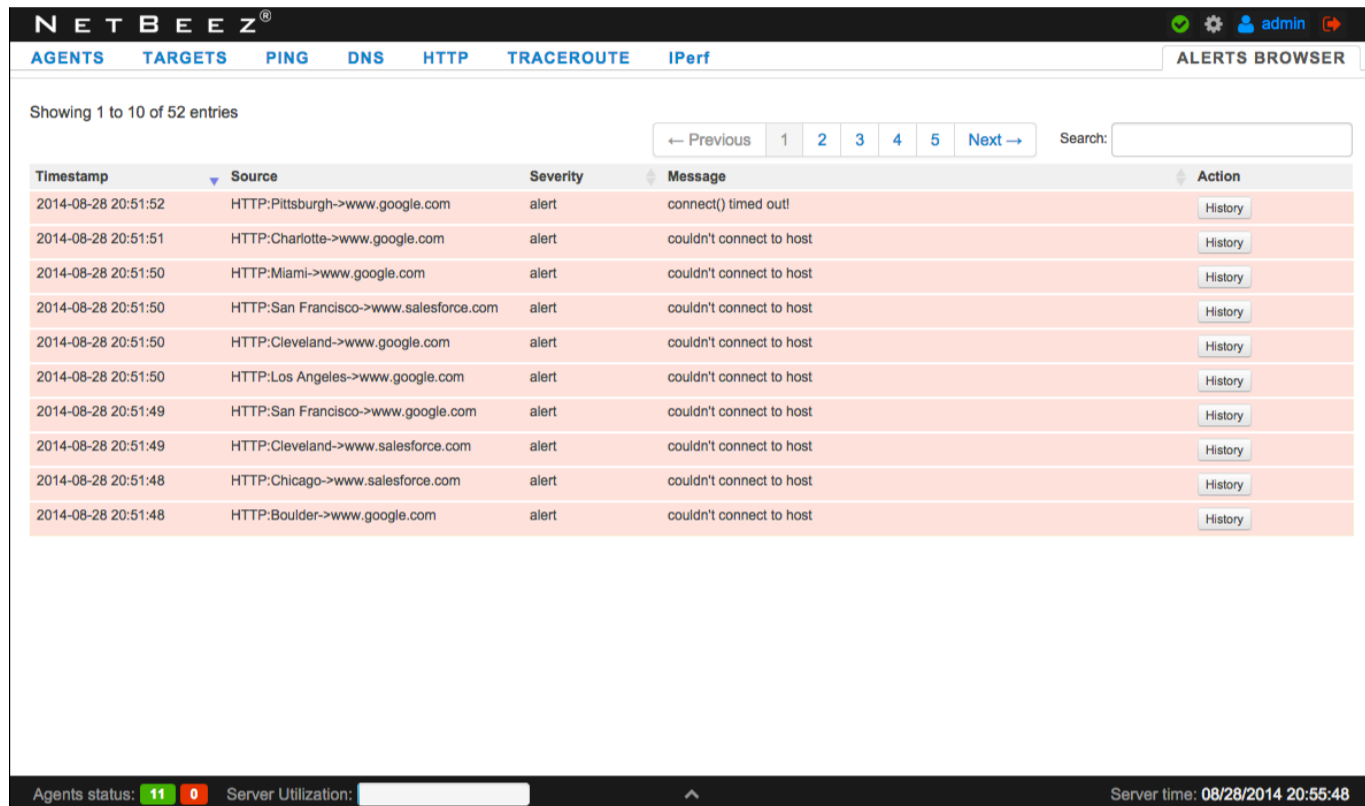 NETBEEZ® admin
AGENTS TARGETS PING DNS HTTP TRACEROUTE IPerf ALERTS BROWSER
Showing 1 to 10 of 52 entries
← Previous 1 2 3 4 5 Next → Search:
Timestamp Source Severity Message Action
2014-08-28 20:51:52 HTTP:Pittsburgh->www.google.com alert connect() timed out! History
2014-08-28 20:51:51 HTTP:Charlotte->www.google.com alert couldn't connect to host History
2014-08-28 20:51:50 HTTP:Miami->www.google.com alert couldn't connect to host History
2014-08-28 20:51:50 HTTP:San Francisco->www.salesforce.com alert couldn't connect to host History
2014-08-28 20:51:50 HTTP:Cleveland->www.google.com alert couldn't connect to host History
2014-08-28 20:51:50 HTTP:Los Angeles->www.google.com alert couldn't connect to host History
2014-08-28 20:51:49 HTTP:San Francisco->www.google.com alert couldn't connect to host History
2014-08-28 20:51:49 HTTP:Cleveland->www.salesforce.com alert couldn't connect to host History
2014-08-28 20:51:48 HTTP:Chicago->www.salesforce.com alert couldn't connect to host History
2014-08-28 20:51:48 HTTP:Boulder->www.google.com alert couldn't connect to host History
Agents status: 11 0 Server Utilization: Server time: 08/28/2014 20:55:48